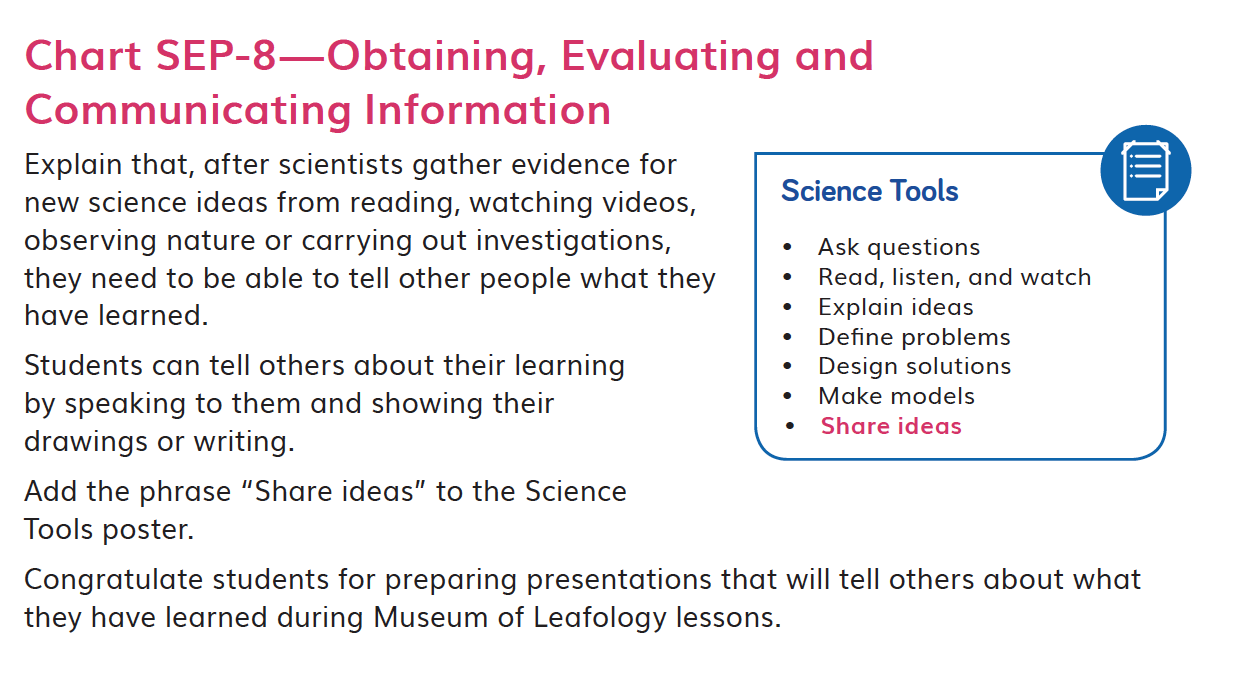 Chart SEP-8—Obtaining, Evaluating and
Communicating Information
Explain that, after scientists gather evidence for
new science ideas from reading, watching videos,
observing nature or carrying out investigations,
they need to be able to tell other people what they
have learned.
Students can tell others about their learning
by speaking to them and showing their
drawings or writing.
Add the phrase “Share ideas” to the Science
Tools poster.
Science Tools
• Ask questions
• Read, listen, and watch
• Explain ideas
• Define problems
• Design solutions
• Make models
• Share ideas
Congratulate students for preparing presentations that will tell others about what
they have learned during Museum of Leafology lessons.